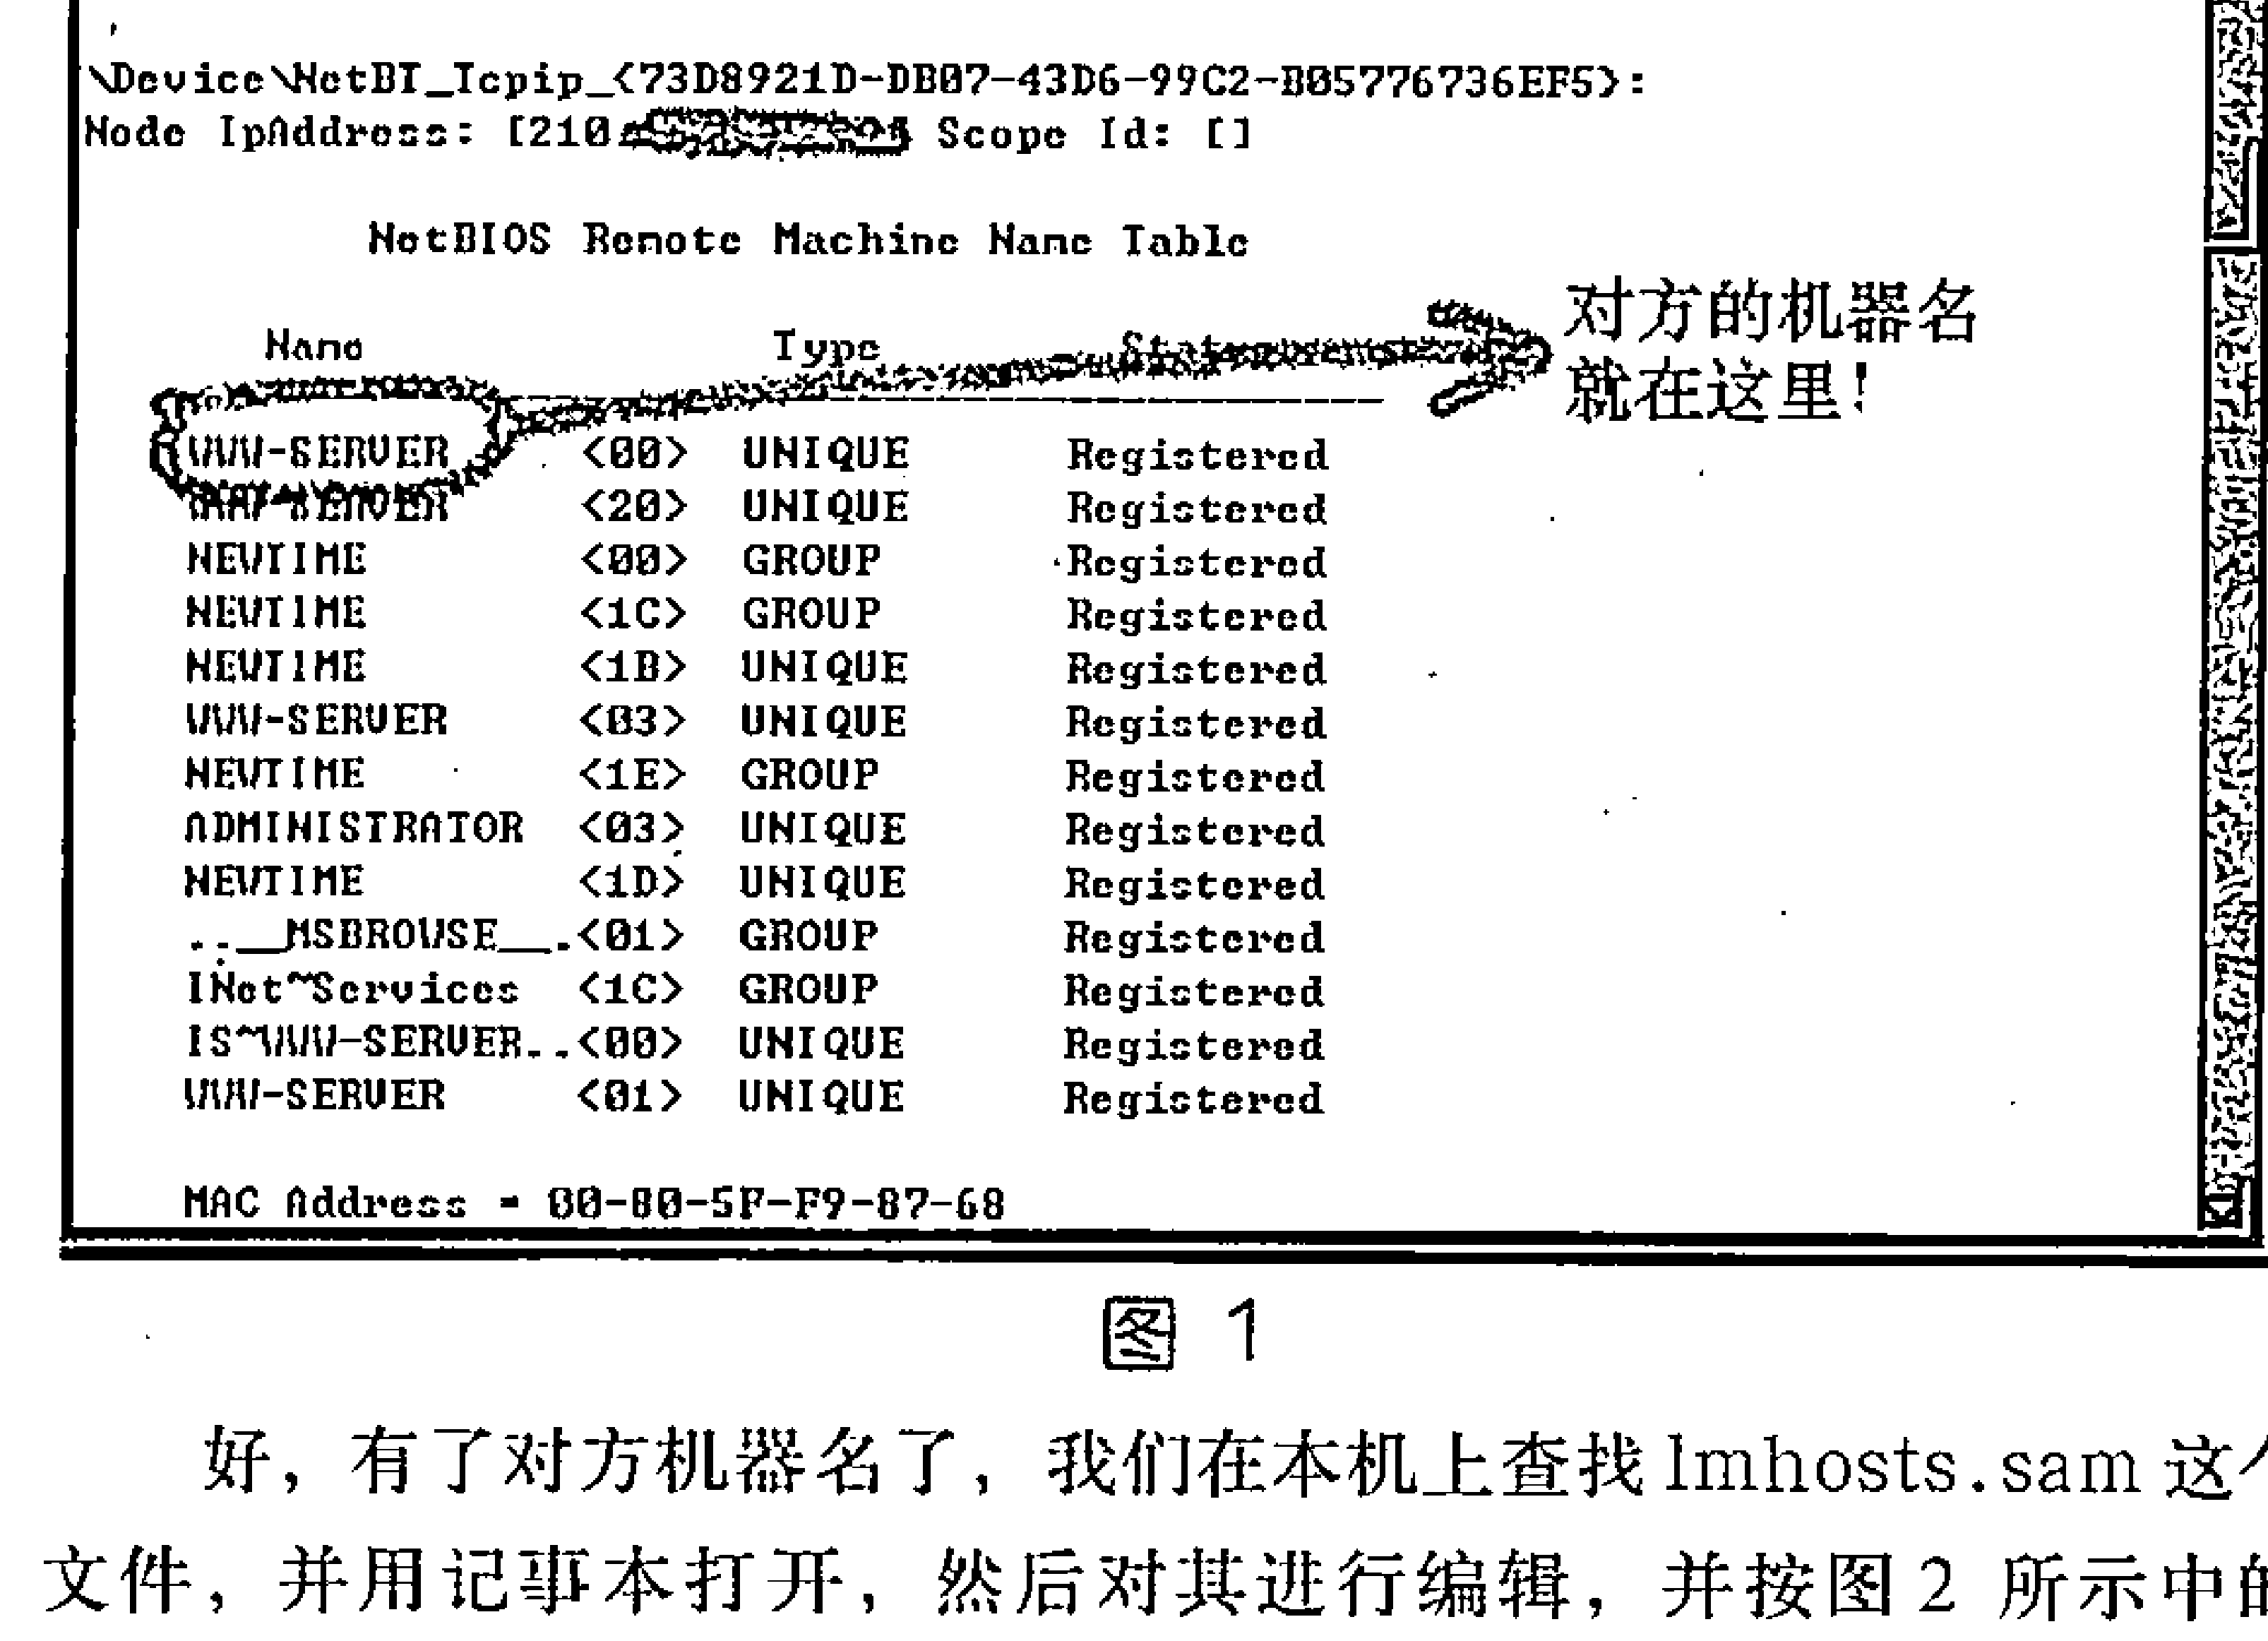 \Device\NetBT_Tcpip_{73D8921D-DB07-43D6-99C2-B05776736EF5}:
Node IpAddress: [210 Scope Id: []
NetBIOS Remote Machine Name Table
Name Type
对方的机器名
就在这里!
WWW-SERVER <00> UNIQUE Registered
WWW-SERVER <20> UNIQUE Registered
NEWTIME <00> GROUP Registered
NEWTIME <1C> GROUP Registered
NEWTIME <1B> UNIQUE Registered
WWW-SERVER <03> UNIQUE Registered
NEWTIME <1E> GROUP Registered
ADMINISTRATOR <03> UNIQUE Registered
NEWTIME <1D> UNIQUE Registered
..__MSBROWSE__.<01> GROUP Registered
INet~Services <1C> GROUP Registered
IS~WWW-SERVER..<00> UNIQUE Registered
WWW-SERVER <01> UNIQUE Registered
MAC Address = 00-80-5F-F9-87-68
图 1
好，有了对方机器名了，我们在本机上查找 lmhosts.sam 这个
文件，并用记事本打开，然后对其进行编辑，并按图 2 所示中的